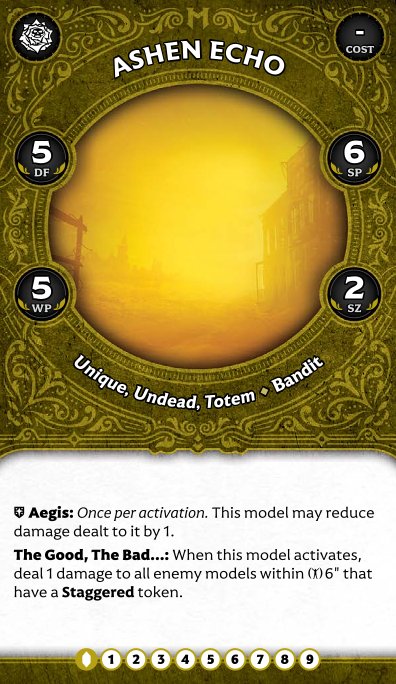 ASHEN ECHO
-
COST
5
DF
6
SP
5
WP
2
SZ
Unique, Undead, Totem ♦ Bandit
Aegis: Once per activation. This model may reduce
damage dealt to it by 1.
The Good, The Bad...: When this model activates,
deal 1 damage to all enemy models within 6" that
have a Staggered token.
1 2 3 4 5 6 7 8 9